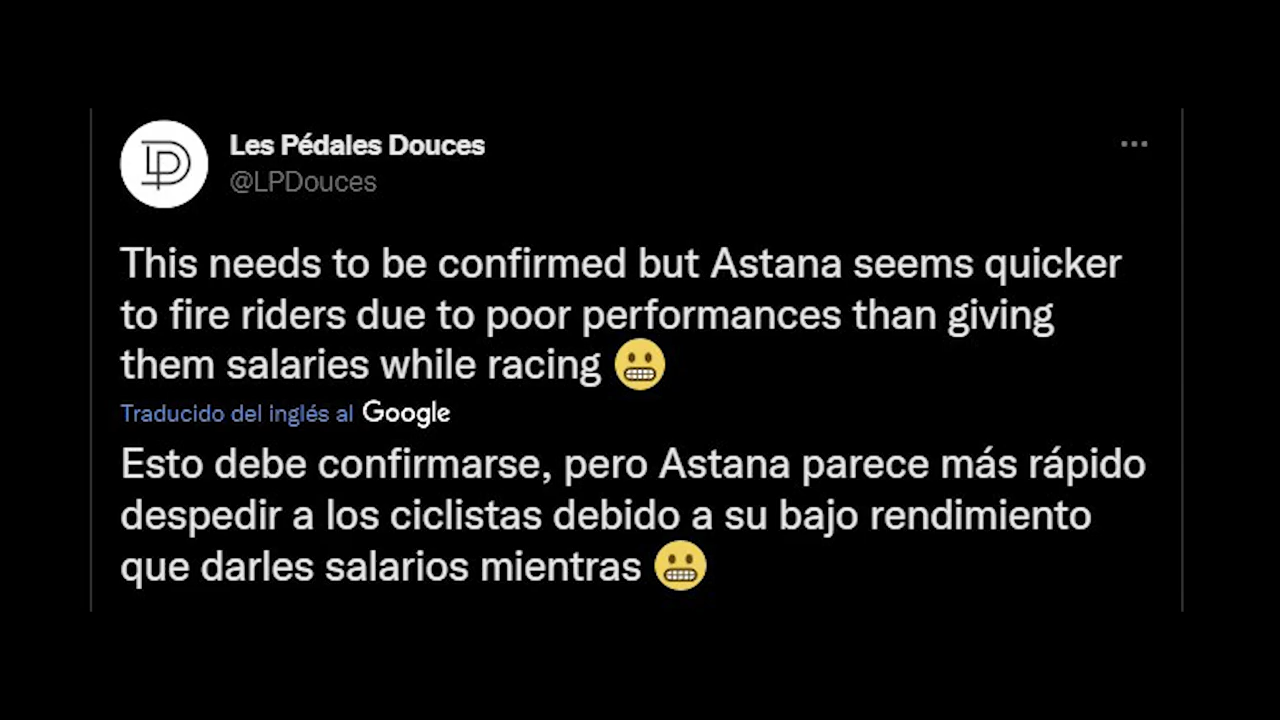 Les Pédales Douces
@LPDouces
This needs to be confirmed but Astana seems quicker
to fire riders due to poor performances than giving
them salaries while racing 😬
Traducido del inglés al Google
Esto debe confirmarse, pero Astana parece más rápido
despedir a los ciclistas debido a su bajo rendimiento
que darles salarios mientras 😬